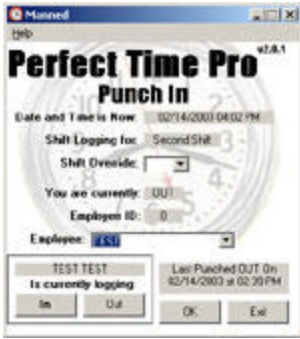 Manned
Help
Perfect Time Pro
v2.0.1
Punch In
Date and Time is Now: 02/14/2003 04:02 PM
Shift Logging for: Second Shift
Shift Override:
You are currently: OUT
Employee ID: 0
Employee: TEST
TEST TEST
Is currently logging
In Out
Last Punched OUT On
02/14/2003 at 02:39 PM
OK Exit